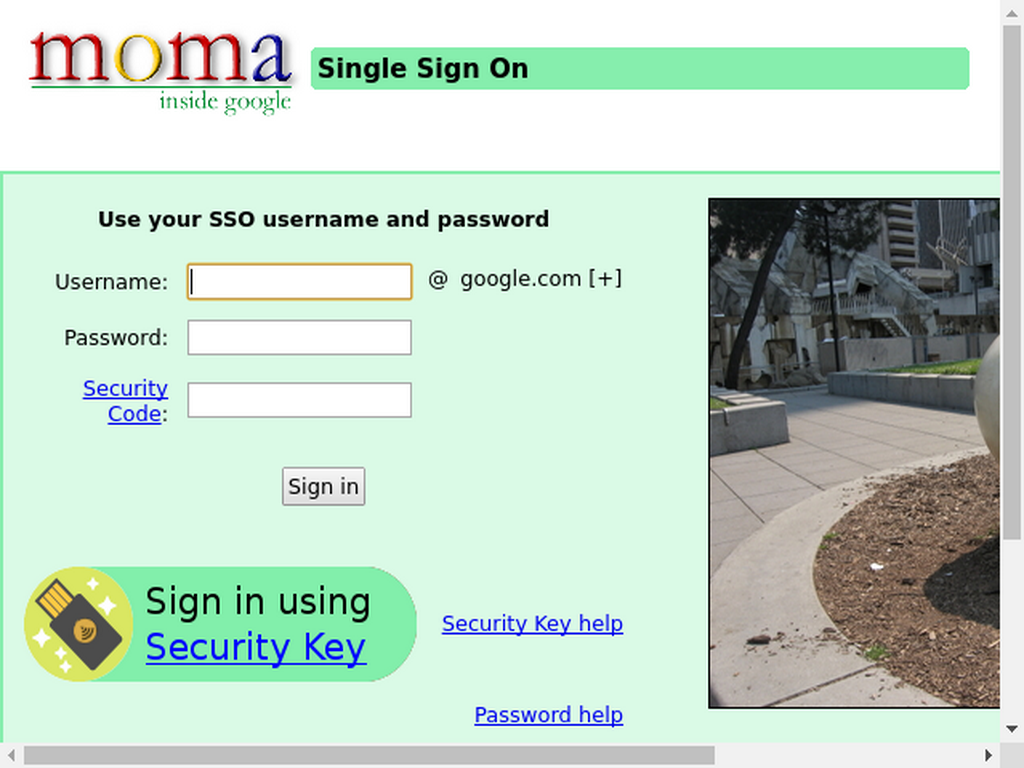 moma
inside google
Single Sign On
Use your SSO username and password
Username:
@ google.com [+]
Password:
Security
Code:
Sign in
Sign in using
Security Key
Security Key help
Password help